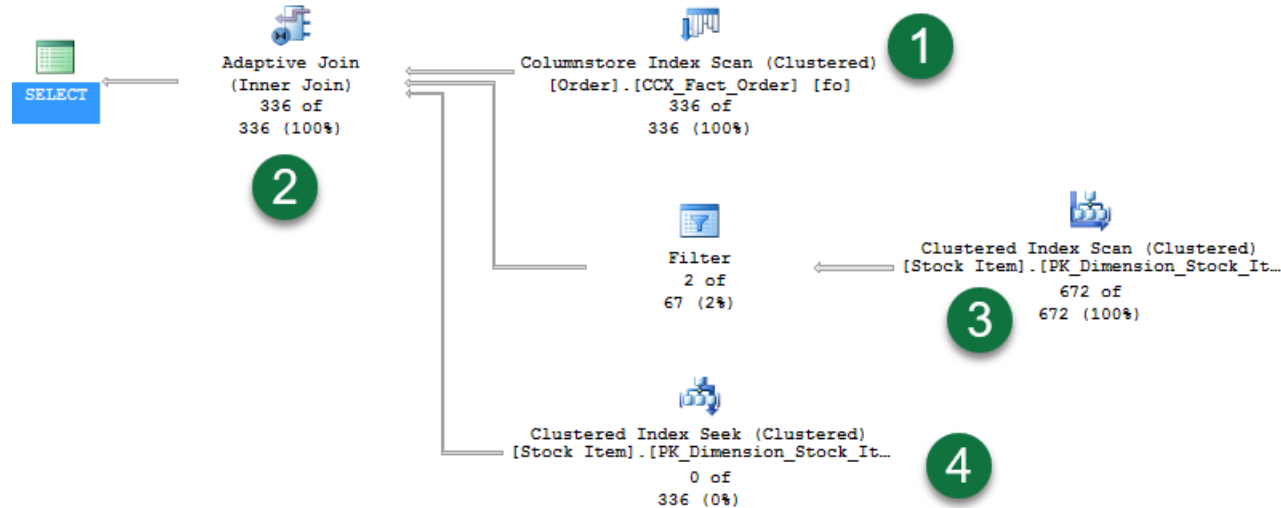 SELECT
Adaptive Join
(Inner Join)
336 of
336 (100%)
2
Columnstore Index Scan (Clustered)
[Order].[CCX_Fact_Order] [fo]
336 of
336 (100%)
1
Filter
2 of
67 (2%)
Clustered Index Scan (Clustered)
[Stock Item].[PK_Dimension_Stock_It…
672 of
672 (100%)
3
Clustered Index Seek (Clustered)
[Stock Item].[PK_Dimension_Stock_It…
0 of
336 (0%)
4